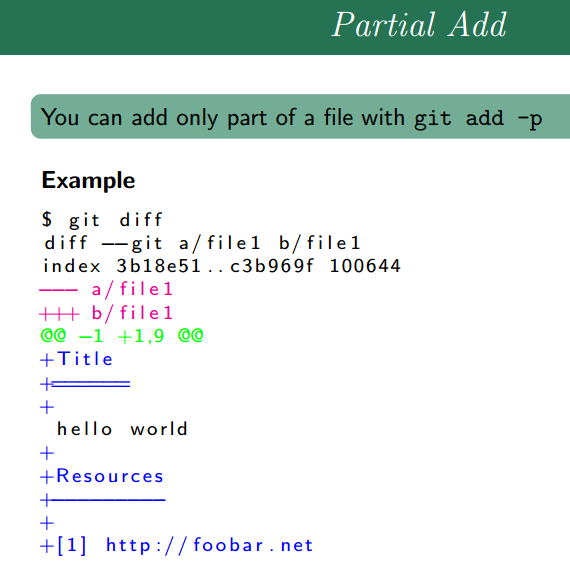 Partial Add
You can add only part of a file with git add -p
Example
$ git diff
diff --git a/file1 b/file1
index 3b18e51..c3b969f 100644
--- a/file1
+++ b/file1
@@ -1 +1,9 @@
+Title
+======
+
 hello world
+
+Resources
+---------
+
+[1] http://foobar.net